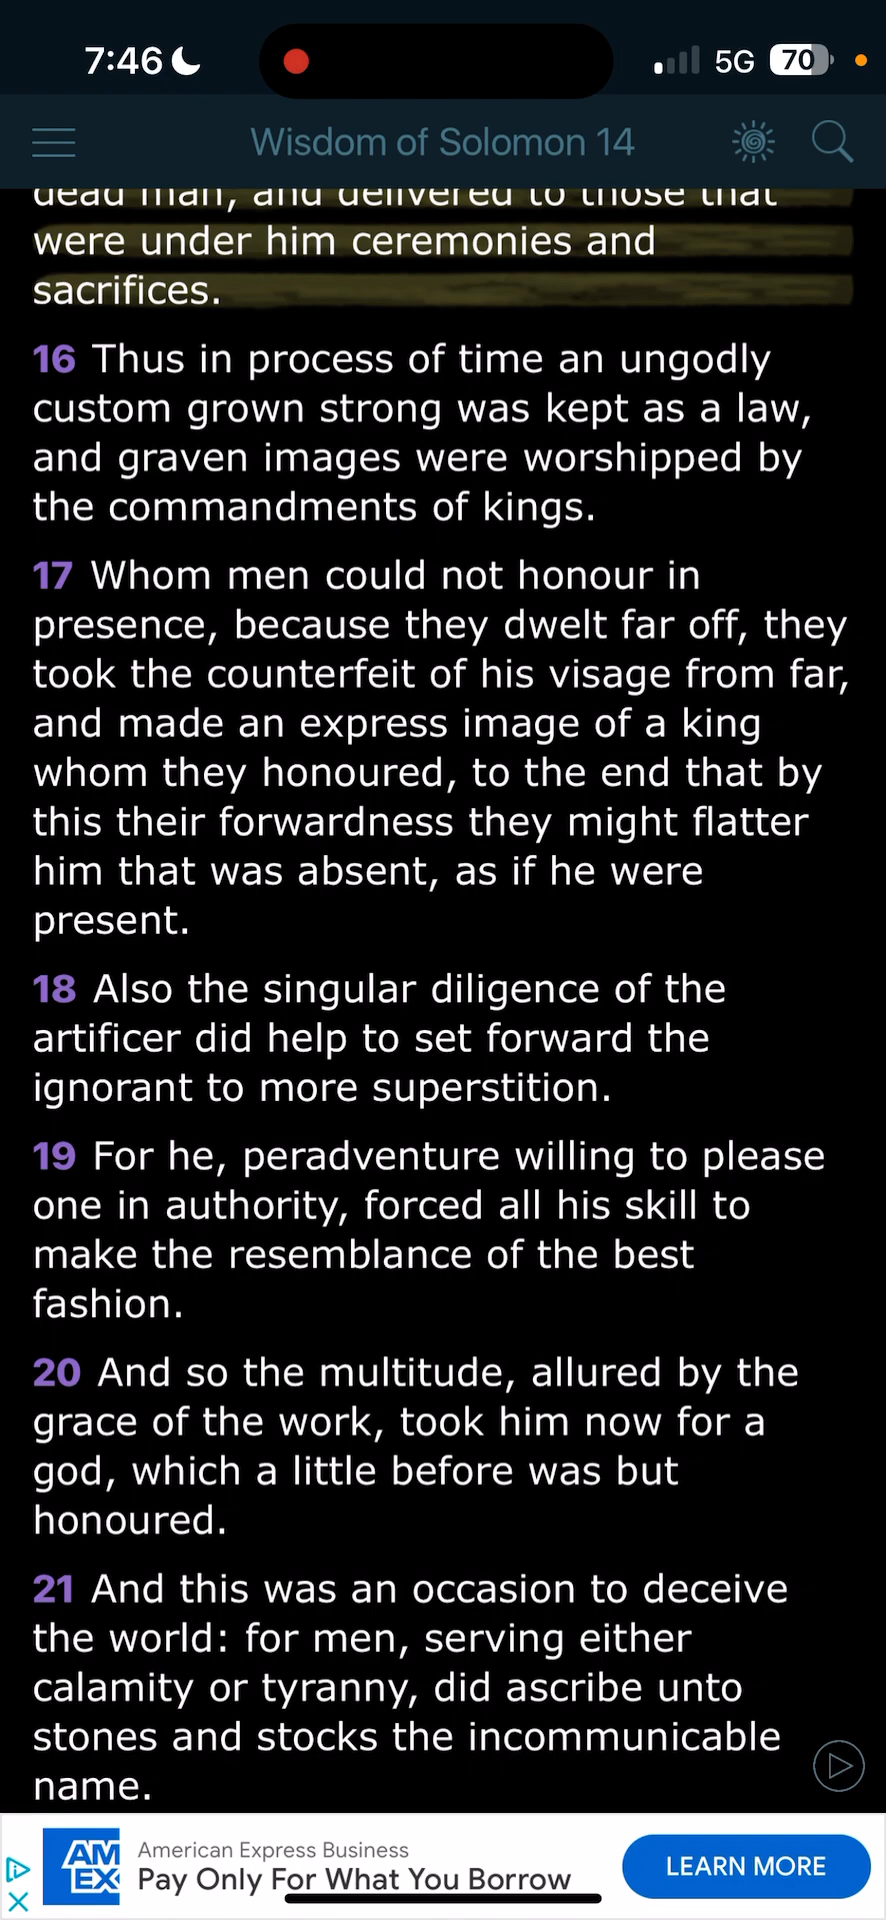 7:46
5G
70
Wisdom of Solomon 14
dead man, and delivered to those that
were under him ceremonies and
sacrifices.
16 Thus in process of time an ungodly
custom grown strong was kept as a law,
and graven images were worshipped by
the commandments of kings.
17 Whom men could not honour in
presence, because they dwelt far off, they
took the counterfeit of his visage from far,
and made an express image of a king
whom they honoured, to the end that by
this their forwardness they might flatter
him that was absent, as if he were
present.
18 Also the singular diligence of the
artificer did help to set forward the
ignorant to more superstition.
19 For he, peradventure willing to please
one in authority, forced all his skill to
make the resemblance of the best
fashion.
20 And so the multitude, allured by the
grace of the work, took him now for a
god, which a little before was but
honoured.
21 And this was an occasion to deceive
the world: for men, serving either
calamity or tyranny, did ascribe unto
stones and stocks the incommunicable
name.
AM
EX
American Express Business
Pay Only For What You Borrow
LEARN MORE